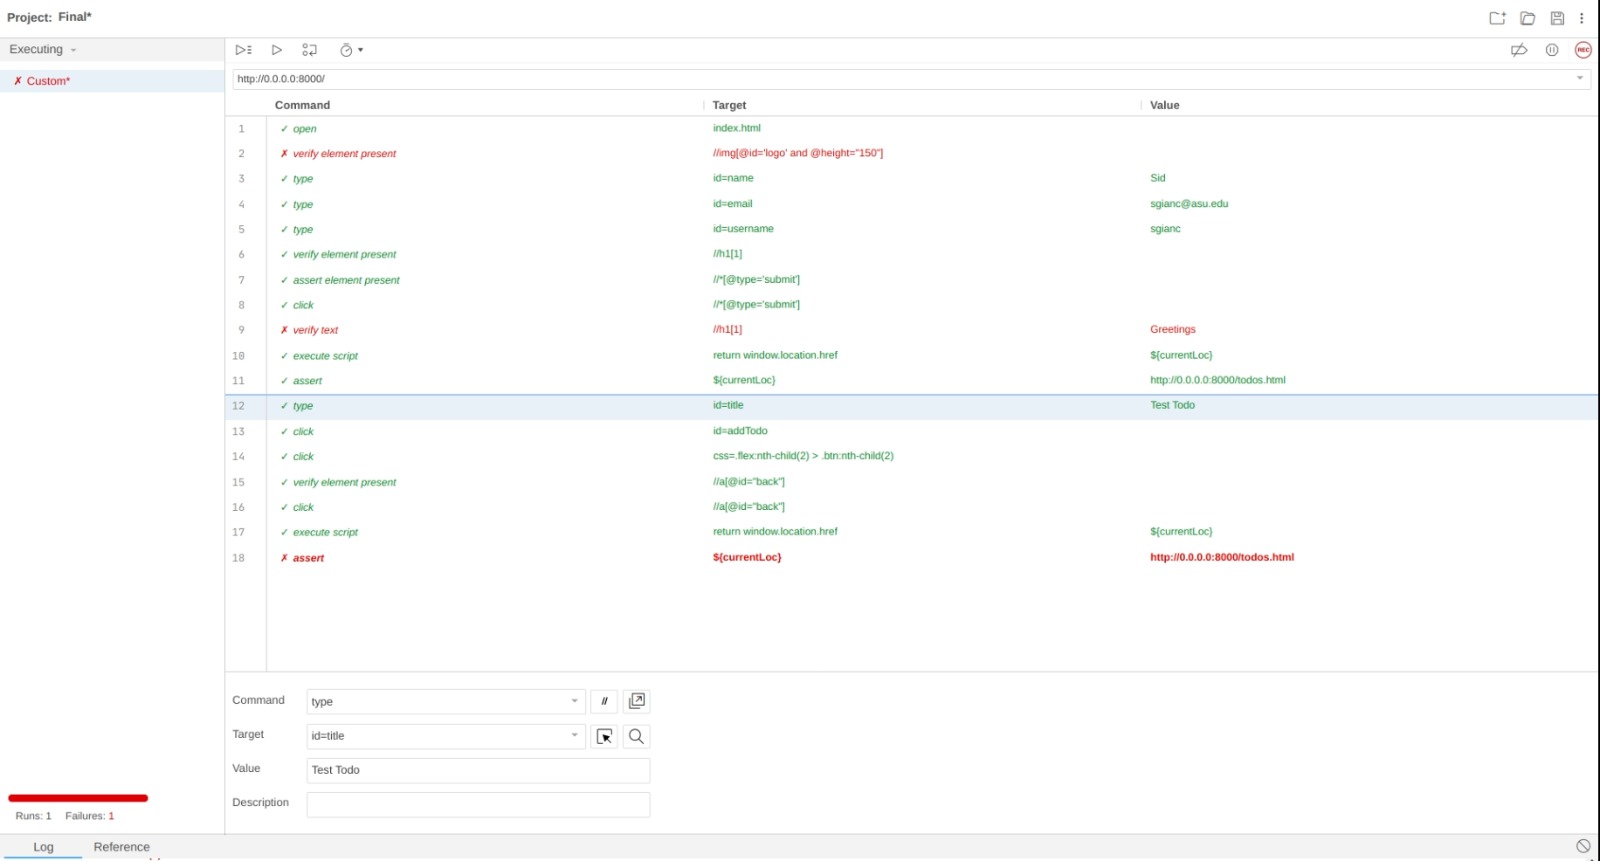 Project: Final*
Executing
✗ Custom*
http://0.0.0.0:8000/
Command Target Value
1 ✓ open index.html
2 ✗ verify element present //img[@id='logo' and @height="150"]
3 ✓ type id=name Sid
4 ✓ type id=email sgianc@asu.edu
5 ✓ type id=username sgianc
6 ✓ verify element present //h1[1]
7 ✓ assert element present //*[@type='submit']
8 ✓ click //*[@type='submit']
9 ✗ verify text //h1[1] Greetings
10 ✓ execute script return window.location.href ${currentLoc}
11 ✓ assert ${currentLoc} http://0.0.0.0:8000/todos.html
12 ✓ type id=title Test Todo
13 ✓ click id=addTodo
14 ✓ click css=.flex:nth-child(2) > .btn:nth-child(2)
15 ✓ verify element present //a[@id="back"]
16 ✓ click //a[@id="back"]
17 ✓ execute script return window.location.href ${currentLoc}
18 ✗ assert ${currentLoc} http://0.0.0.0:8000/todos.html
Command type //
Target id=title
Value Test Todo
Description
Runs: 1 Failures: 1
Log Reference
REC